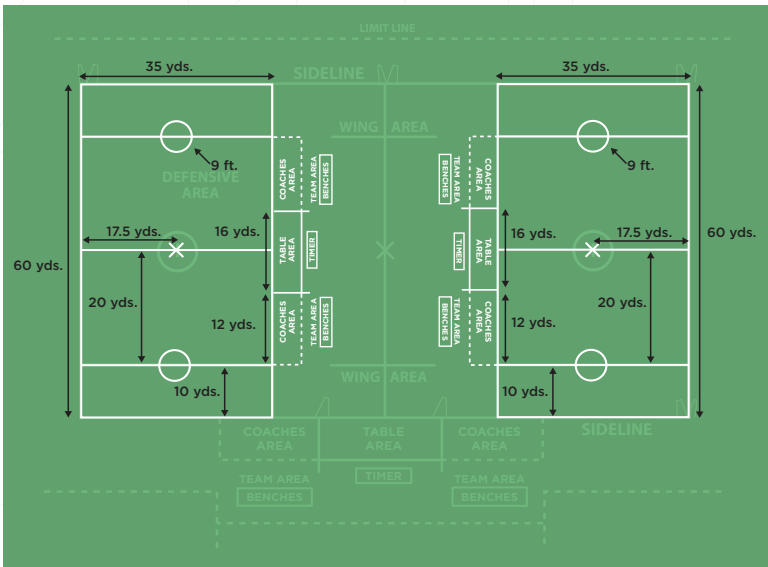 LIMIT LINE
35 yds.
35 yds.
SIDELINE
WING AREA
9 ft.
9 ft.
DEFENSIVE
AREA
COACHES
AREA
TEAM AREA
BENCHES
TEAM AREA
BENCHES
COACHES
AREA
17.5 yds.
16 yds.
TABLE
AREA
TIMER
TIMER
TABLE
AREA
16 yds.
17.5 yds.
60 yds.
60 yds.
20 yds.
12 yds.
COACHES
AREA
TEAM AREA
BENCHES
TEAM AREA
BENCHES
COACHES
AREA
12 yds.
20 yds.
WING AREA
10 yds.
10 yds.
COACHES
AREA
TABLE
AREA
COACHES
AREA
SIDELINE
TIMER
TEAM AREA
BENCHES
TEAM AREA
BENCHES